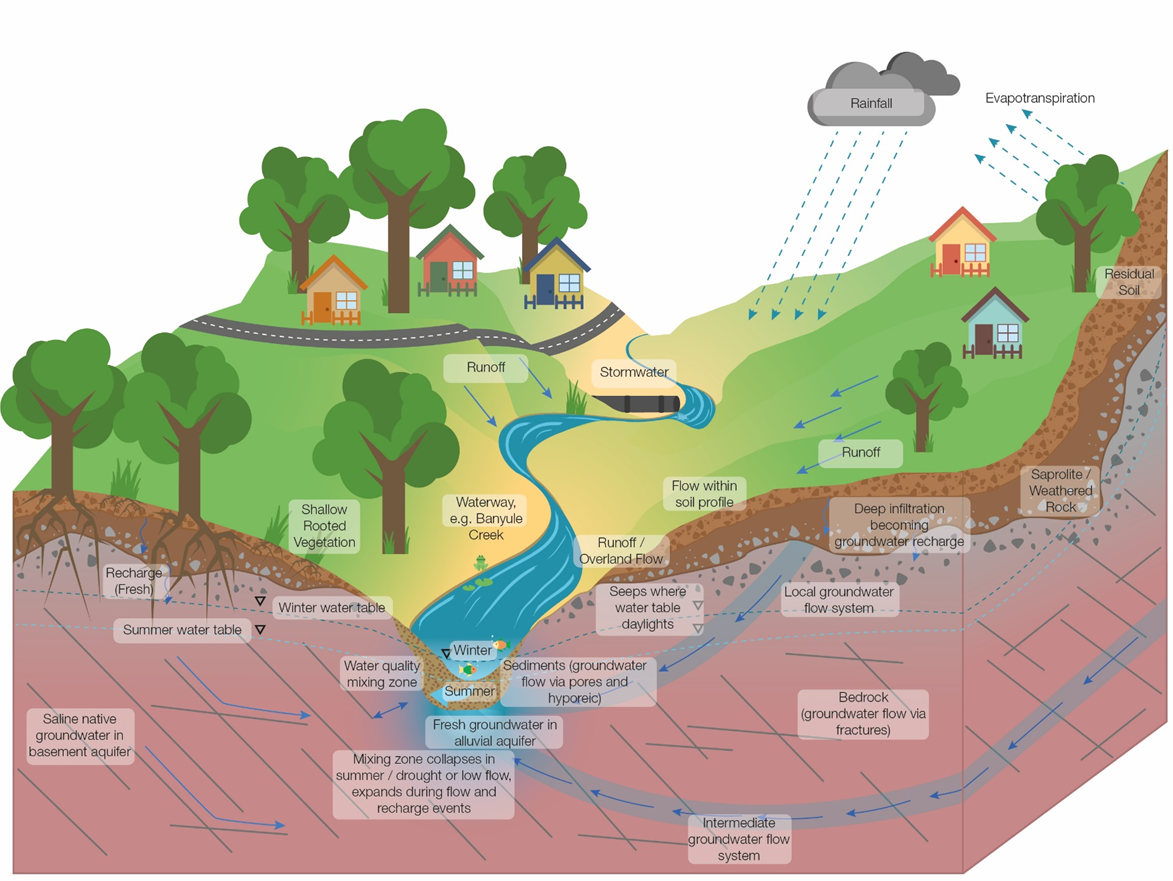 Rainfall
Evapotranspiration
Residual
Soil
Runoff
Stormwater
Runoff
Saprolite /
Weathered
Rock
Flow within
soil profile
Waterway,
e.g. Banyule
Creek
Shallow
Rooted
Vegetation
Deep infiltration
becoming
groundwater recharge
Runoff /
Overland Flow
Recharge
(Fresh)
Winter water table
Summer water table
Seeps where
water table
daylights
Local groundwater
flow system
Winter
Water quality
mixing zone
Summer
Sediments (groundwater
flow via pores and
hyporeic)
Saline native
groundwater in
basement aquifer
Bedrock
(groundwater flow via
fractures)
Fresh groundwater in
alluvial aquifer
Mixing zone collapses in
summer / drought or low flow,
expands during flow and
recharge events
Intermediate
groundwater flow
system